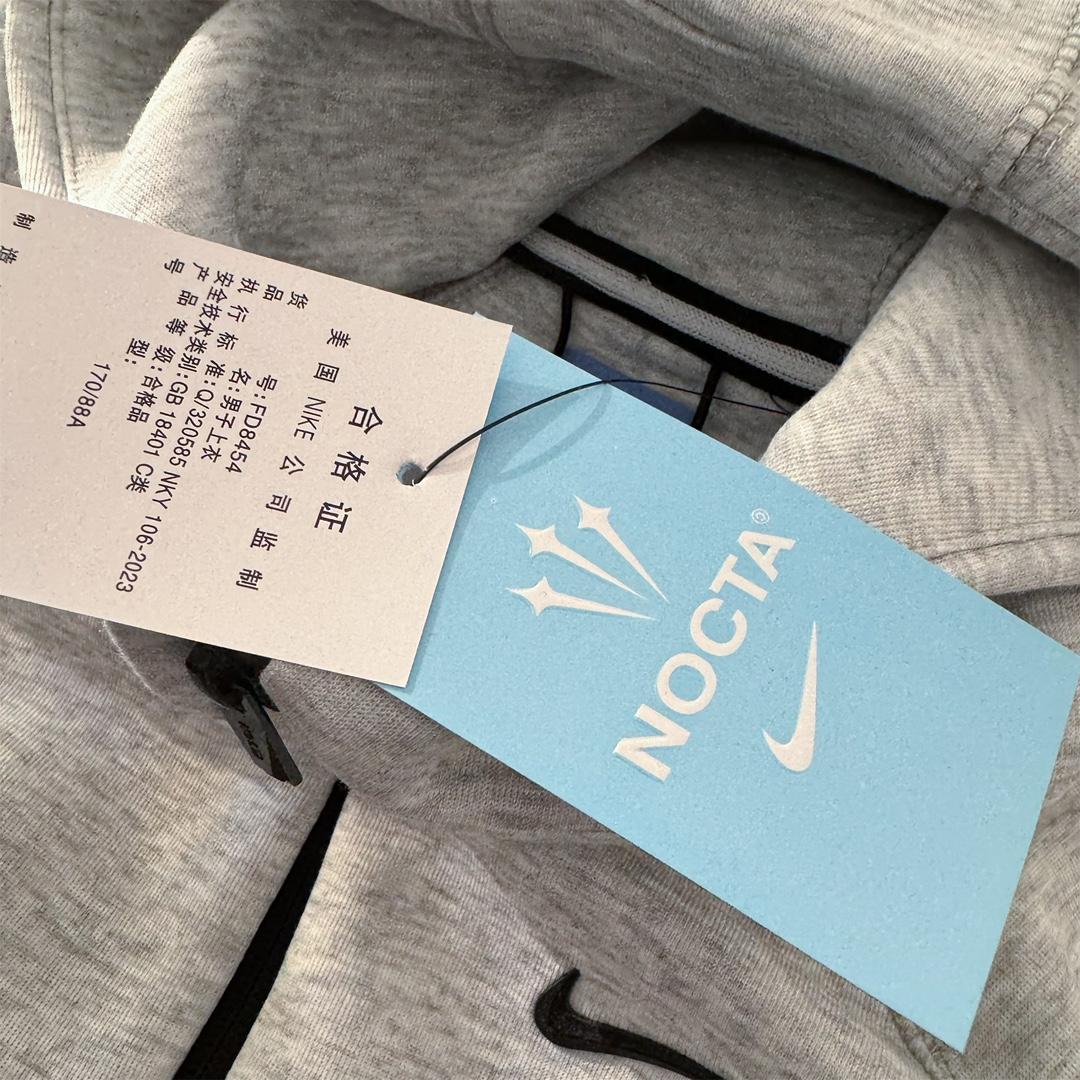 合格证
美国 NIKE 公司监制
货 号:FD8454
品 名:男子上衣
执行标准:Q/320585 NKY 106-2023
安全技术类别:GB 18401 C类
产品等级:合格品
号 型:
170/88A
制
造
NOCTA©